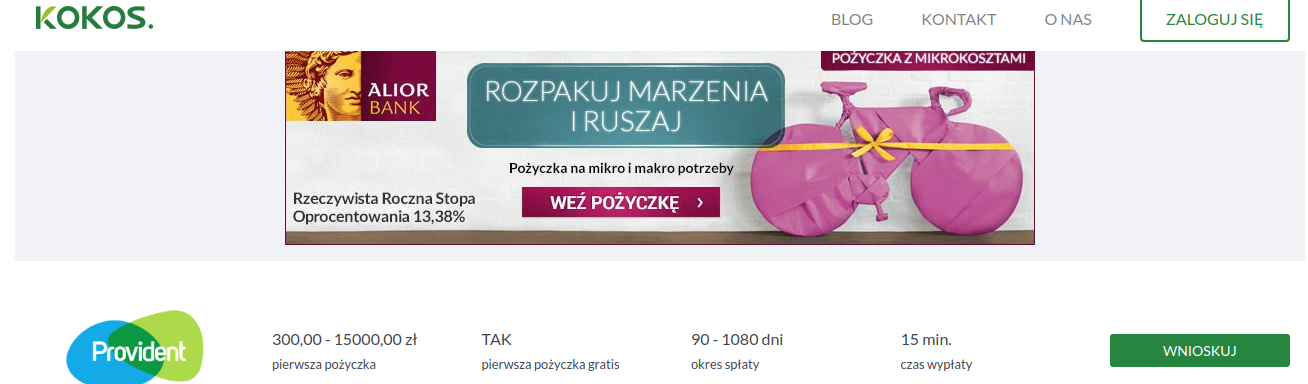 KOKOS.
BLOG
KONTAKT
O NAS
ZALOGUJ SIĘ
ALIOR
BANK
ROZPAKUJ MARZENIA
I RUSZAJ
POŻYCZKA Z MIKROKOSZTAMI
Pożyczka na mikro i makro potrzeby
WEŹ POŻYCZKĘ
Rzeczywista Roczna Stopa
Oprocentowania 13,38%
Provident
300,00 - 15000,00 zł
pierwsza pożyczka
TAK
pierwsza pożyczka gratis
90 - 1080 dni
okres spłaty
15 min.
czas wypłaty
WNIOSKUJ